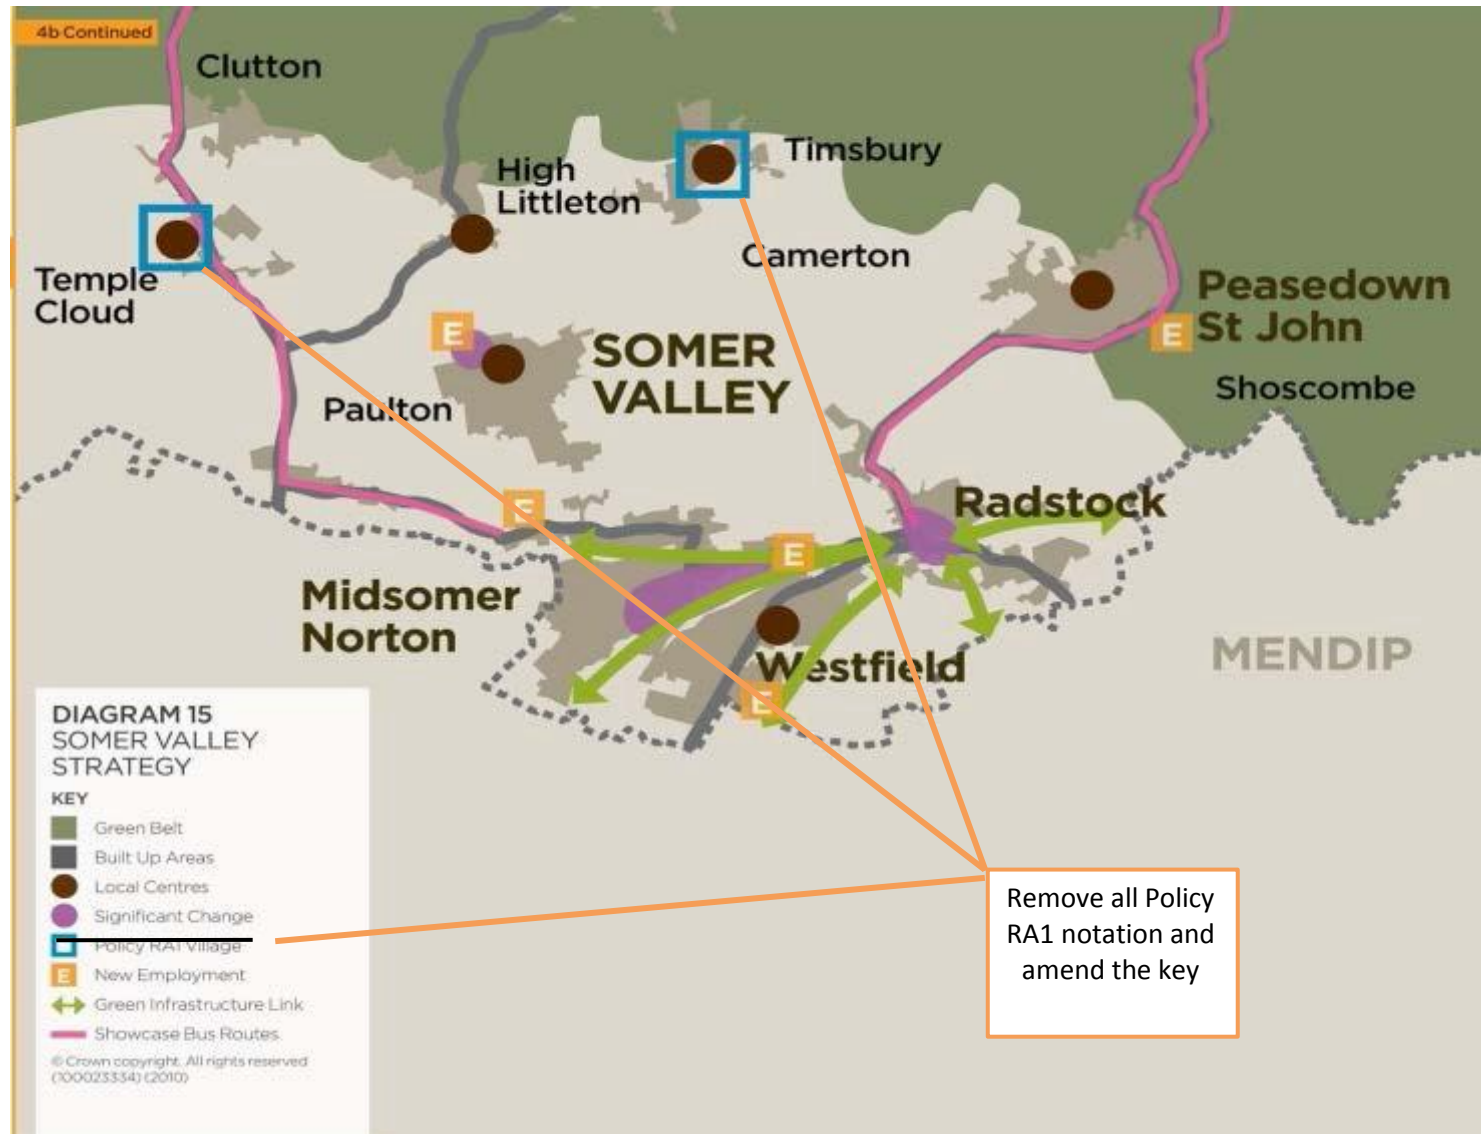 4b Continued
Clutton
High
Littleton
Timsbury
Camerton
Temple
Cloud
Peasedown
St John
E
E
SOMER
VALLEY
Paulton
Shoscombe
E
Radstock
E
Midsomer
Norton
Westfield
E
MENDIP
DIAGRAM 15
SOMER VALLEY
STRATEGY
KEY
Green Belt
Built Up Areas
Local Centres
Significant Change
Policy RA1 Village
E New Employment
Green Infrastructure Link
Showcase Bus Routes
© Crown copyright. All rights reserved
(100023334) (2010)
Remove all Policy
RA1 notation and
amend the key